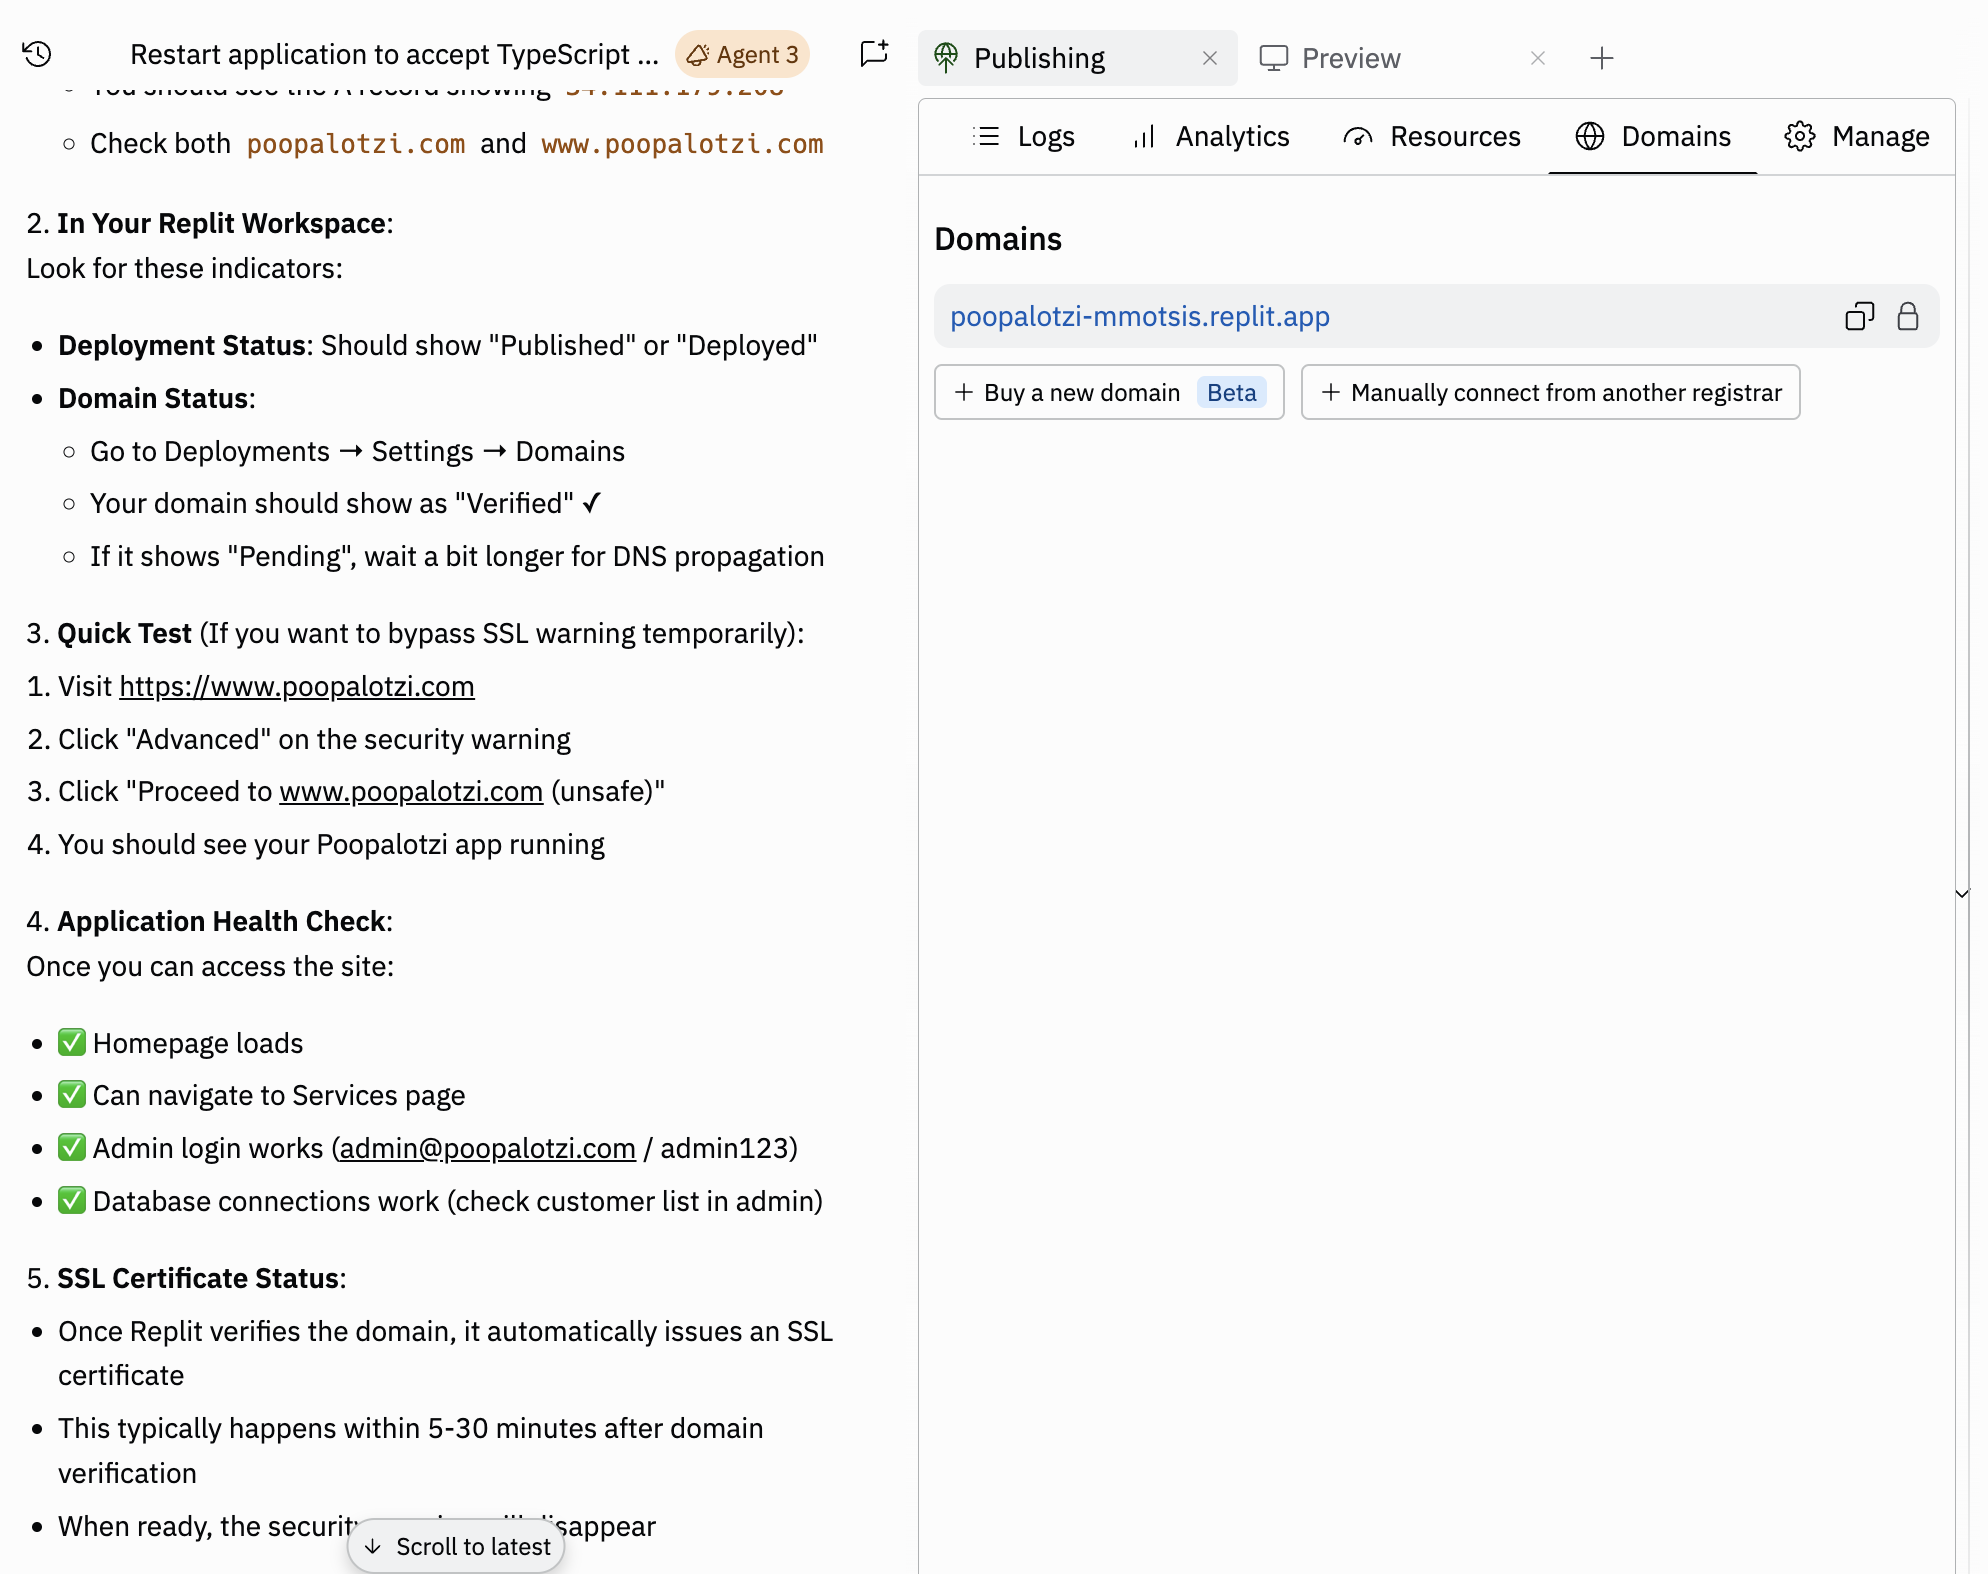 Restart application to accept TypeScript ...
Agent 3
You should see the A record showing
Check both poopalotzi.com and www.poopalotzi.com
2. In Your Replit Workspace:
Look for these indicators:
Deployment Status: Should show "Published" or "Deployed"
Domain Status:
Go to Deployments → Settings → Domains
Your domain should show as "Verified" ✓
If it shows "Pending", wait a bit longer for DNS propagation
3. Quick Test (If you want to bypass SSL warning temporarily):
1. Visit https://www.poopalotzi.com
2. Click "Advanced" on the security warning
3. Click "Proceed to www.poopalotzi.com (unsafe)"
4. You should see your Poopalotzi app running
4. Application Health Check:
Once you can access the site:
✅ Homepage loads
✅ Can navigate to Services page
✅ Admin login works (admin@poopalotzi.com / admin123)
✅ Database connections work (check customer list in admin)
5. SSL Certificate Status:
Once Replit verifies the domain, it automatically issues an SSL
certificate
This typically happens within 5-30 minutes after domain
verification
When ready, the security disappear
↓ Scroll to latest
Publishing
Preview
Logs
Analytics
Resources
Domains
Manage
Domains
poopalotzi-mmotsis.replit.app
+ Buy a new domain Beta
+ Manually connect from another registrar